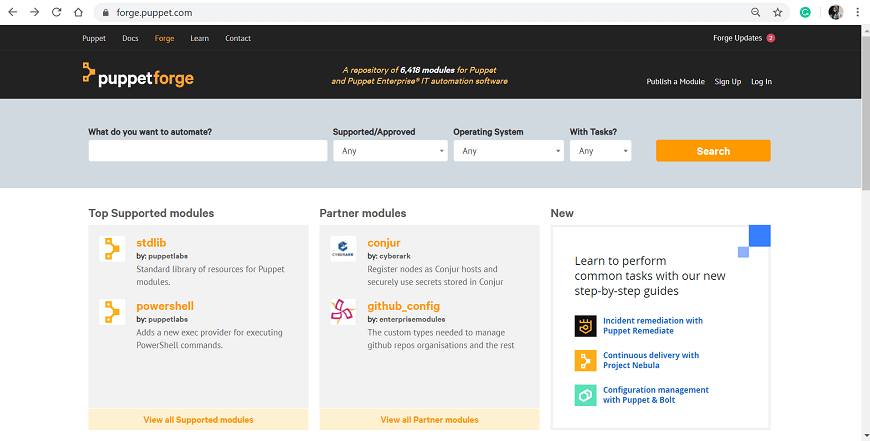 forge.puppet.com
Puppet Docs Forge Learn Contact
Forge Updates 2
puppetforge
A repository of 6,418 modules for Puppet
and Puppet Enterprise® IT automation software
Publish a Module Sign Up Log In
What do you want to automate?
Supported/Approved
Any
Operating System
Any
With Tasks?
Any
Search
Top Supported modules
stdlib
by: puppetlabs
Standard library of resources for Puppet
modules.
powershell
by: puppetlabs
Adds a new exec provider for executing
PowerShell commands.
View all Supported modules
Partner modules
CYBERARK
conjur
by: cyberark
Register nodes as Conjur hosts and
securely use secrets stored in Conjur
github_config
by: enterprisemodules
The custom types needed to manage
github repos organisations and the rest
View all Partner modules
New
Learn to perform
common tasks with our new
step-by-step guides
Incident remediation with
Puppet Remediate
Continuous delivery with
Project Nebula
Configuration management
with Puppet & Bolt